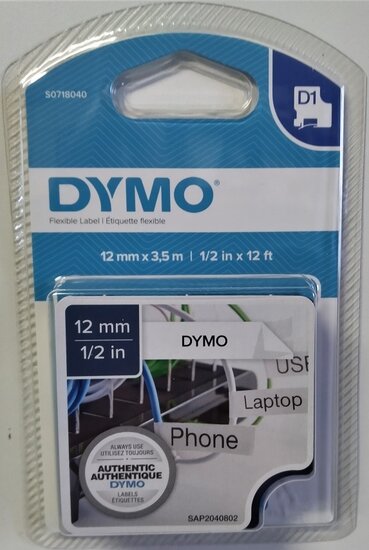 S0718040
D1
DYMO®
Flexible Label | Étiquette flexible
12 mm x 3,5 m | 1/2 in x 12 ft
12 mm
1/2 in
DYMO
USB
Laptop
Phone
ALWAYS USE
UTILISEZ TOUJOURS
AUTHENTIC
AUTHENTIQUE
DYMO
LABELS
ÉTIQUETTES
SAP2040802